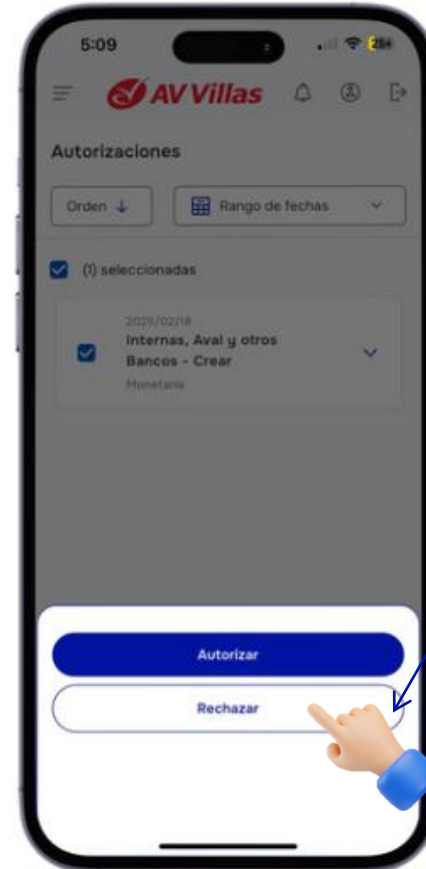 5:09
AV Villas
Autorizaciones
Orden ↓
Rango de fechas
(1) seleccionadas
2025/02/18
Internas, Aval y otros
Bancos - Crear
Monetaria
Autorizar
Rechazar